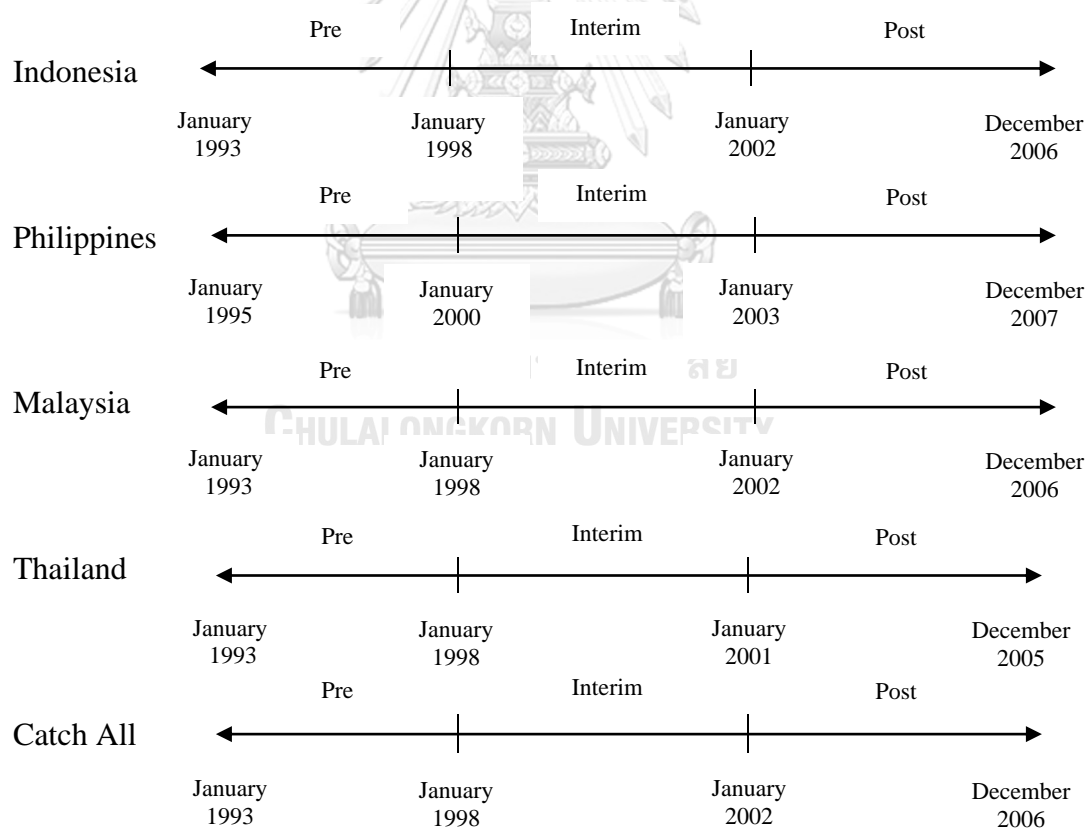 Pre Interim Post
Indonesia
January January January December
1993 1998 2002 2006
Pre Interim Post
Philippines
January January January December
1995 2000 2003 2007
Pre Interim Post
Malaysia
CHULALONGKORN UNIVERSITY
January January January December
1993 1998 2002 2006
Pre Interim Post
Thailand
January January January December
1993 1998 2001 2005
Pre Interim Post
Catch All
January January January December
1993 1998 2002 2006